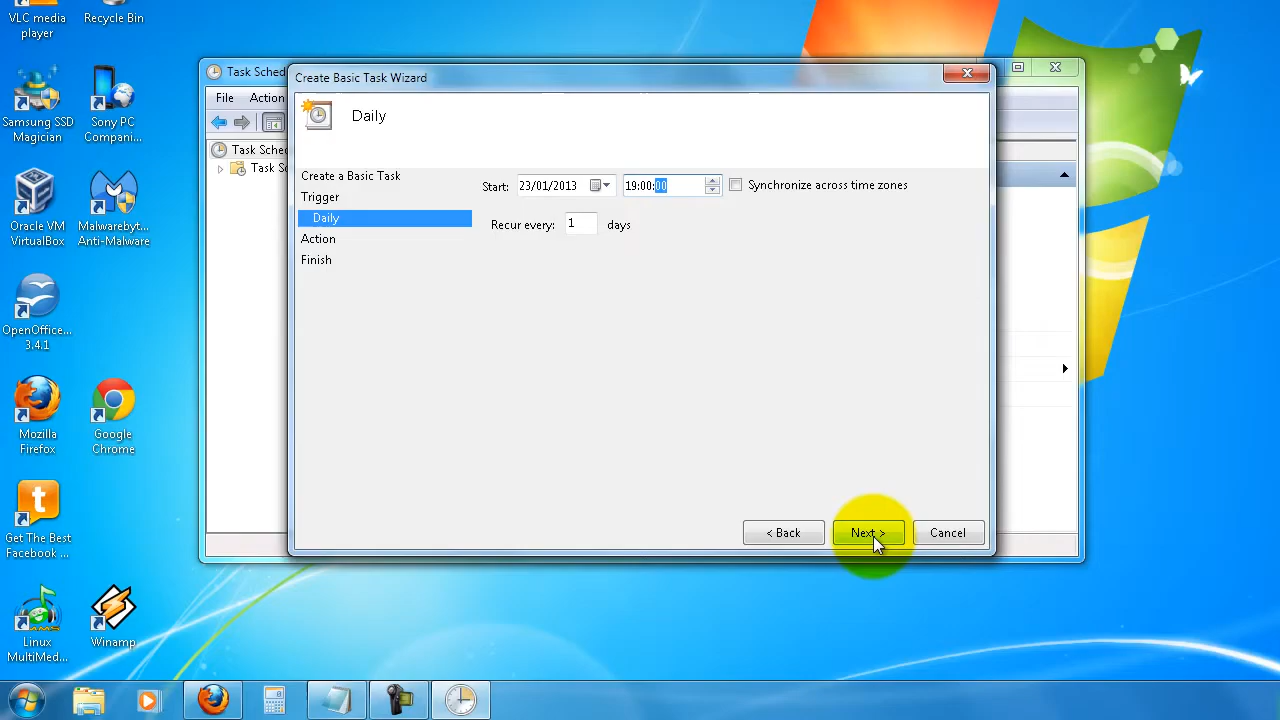 VLC media
player
Recycle Bin
Samsung SSD
Magician
Sony PC
Compani...
Oracle VM
VirtualBox
Malwarebyt...
Anti-Malware
OpenOffice...
3.4.1
Mozilla
Firefox
Google
Chrome
Get The Best
Facebook ...
Linux
MultiMed...
Winamp
Task Sched
File Action
Task Sched
Task Sc
Create Basic Task Wizard
Daily
Create a Basic Task
Trigger
Daily
Action
Finish
Start: 23/01/2013 19:00:00 Synchronize across time zones
Recur every: 1 days
< Back Next > Cancel